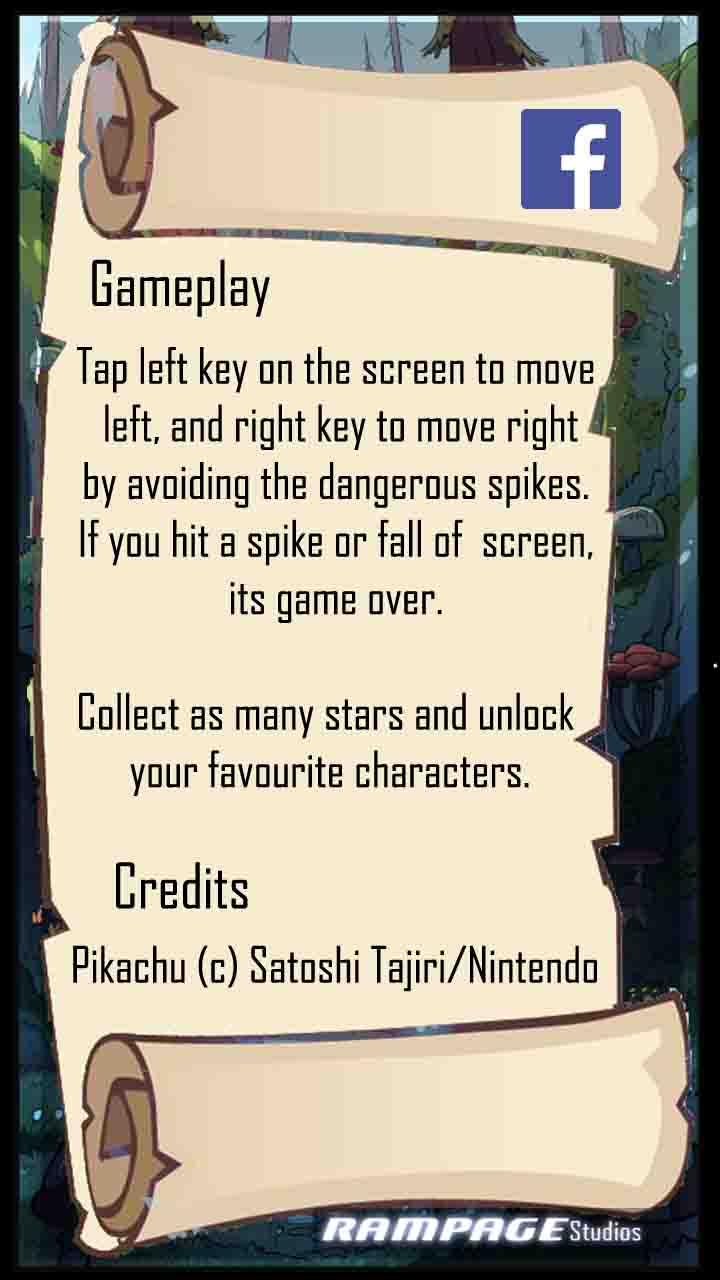 f
Gameplay
Tap left key on the screen to move
left, and right key to move right
by avoiding the dangerous spikes.
If you hit a spike or fall of screen,
its game over.
Collect as many stars and unlock
your favourite characters.
Credits
Pikachu (c) Satoshi Tajiri/Nintendo
RAMPAGE Studios